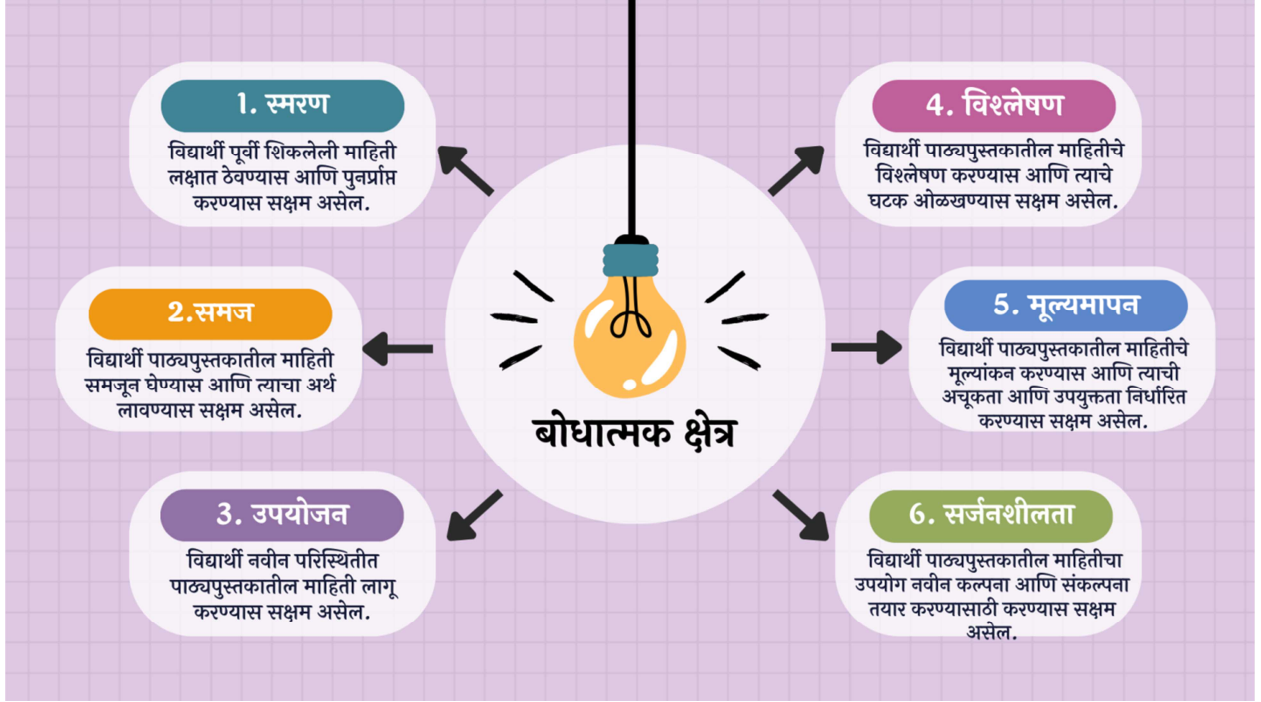 1. स्मरण
विद्यार्थी पूर्वी शिकलेली माहिती
लक्षात ठेवण्यास आणि पुनर्प्राप्त
करण्यास सक्षम असेल.
2.समज
विद्यार्थी पाठ्यपुस्तकातील माहिती
समजून घेण्यास आणि त्याचा अर्थ
लावण्यास सक्षम असेल.
3. उपयोजन
विद्यार्थी नवीन परिस्थितीत
पाठ्यपुस्तकातील माहिती लागू
करण्यास सक्षम असेल.
बोधात्मक क्षेत्र
4. विश्लेषण
विद्यार्थी पाठ्यपुस्तकातील माहितीचे
विश्लेषण करण्यास आणि त्याचे
घटक ओळखण्यास सक्षम असेल.
5. मूल्यमापन
विद्यार्थी पाठ्यपुस्तकातील माहितीचे
मूल्यांकन करण्यास आणि त्याची
अचूकता आणि उपयुक्तता निर्धारित
करण्यास सक्षम असेल.
6. सर्जनशीलता
विद्यार्थी पाठ्यपुस्तकातील माहितीचा
उपयोग नवीन कल्पना आणि संकल्पना
तयार करण्यासाठी करण्यास सक्षम
असेल.